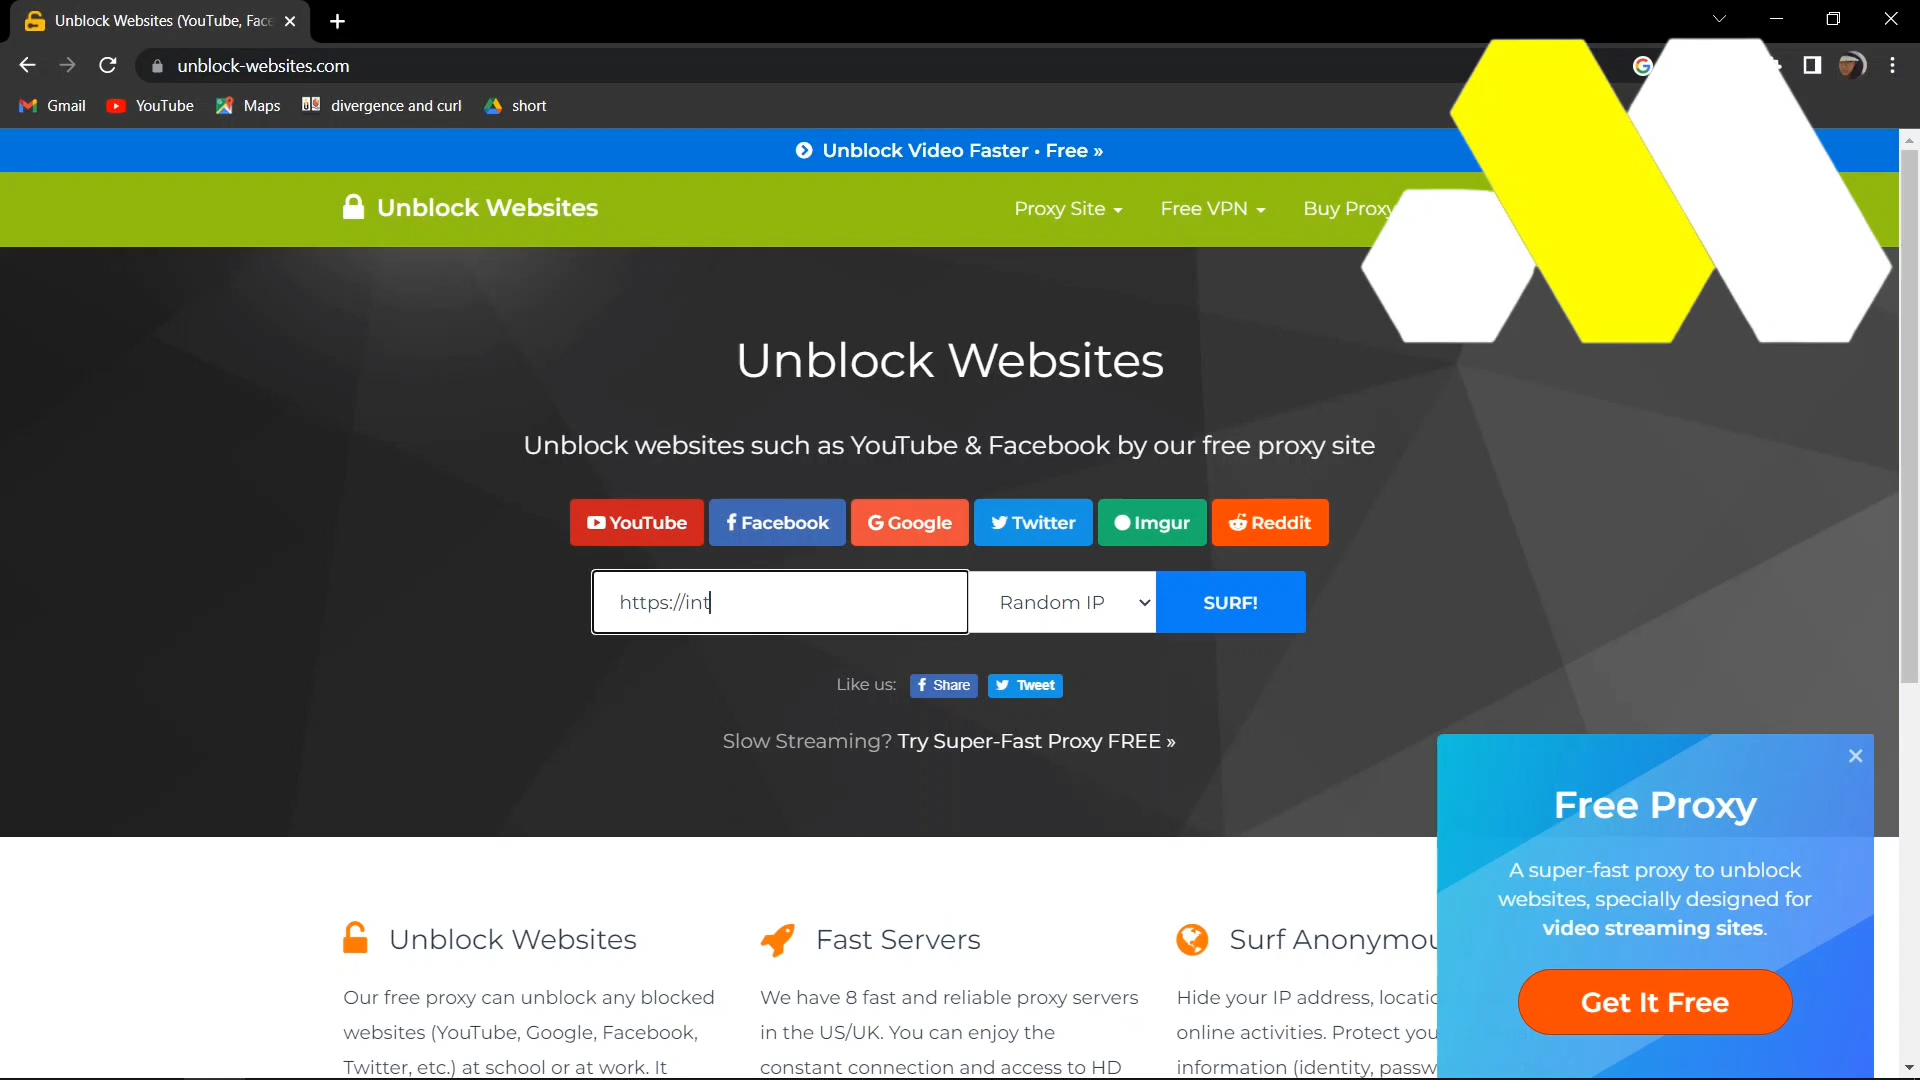 Unblock Websites (YouTube, Face
unblock-websites.com
Gmail
YouTube
Maps
divergence and curl
short
Unblock Video Faster • Free »
Unblock Websites
Proxy Site
Free VPN
Buy Proxy
Unblock Websites
Unblock websites such as YouTube & Facebook by our free proxy site
YouTube
Facebook
Google
Twitter
Imgur
Reddit
https://int
Random IP
SURF!
Like us:
Share
Tweet
Slow Streaming? Try Super-Fast Proxy FREE »
Free Proxy
A super-fast proxy to unblock
websites, specially designed for
video streaming sites.
Get It Free
Unblock Websites
Our free proxy can unblock any blocked
websites (YouTube, Google, Facebook,
Twitter, etc.) at school or at work. It
Fast Servers
We have 8 fast and reliable proxy servers
in the US/UK. You can enjoy the
constant connection and access to HD
Surf Anonymou
Hide your IP address, locatic
online activities. Protect you
information (identity, passw